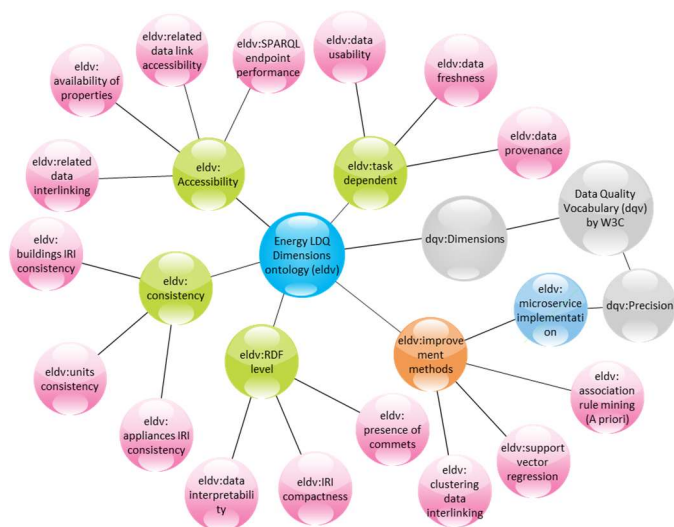 eldv:related
data link
accessibility
eldv:SPARQL
endpoint
performance
eldv:data
usability
eldv:
availability of
properties
eldv:data
freshness
eldv:data
provenance
eldv:related
data
interlinking
eldv:
Accessibility
eldv:task
dependent
Data Quality
Vocabulary (dqv)
by W3C
eldv:
buildings IRI
consistency
Energy LDQ
Dimensions
ontology (eldv)
dqv:Dimensions
eldv:
consistency
eldv:
microservice
implementati
on
dqv:Precision
eldv:units
consistency
eldv:RDF
level
eldv:improve
ment
methods
eldv:
association
rule mining (A
priori)
eldv:
appliances IRI
consistency
eldv:
presence of
commets
eldv:support
vector
regression
eldv:data
interpretabili
ty
eldv:IRI
compactness
eldv:
clustering
data
interlinking